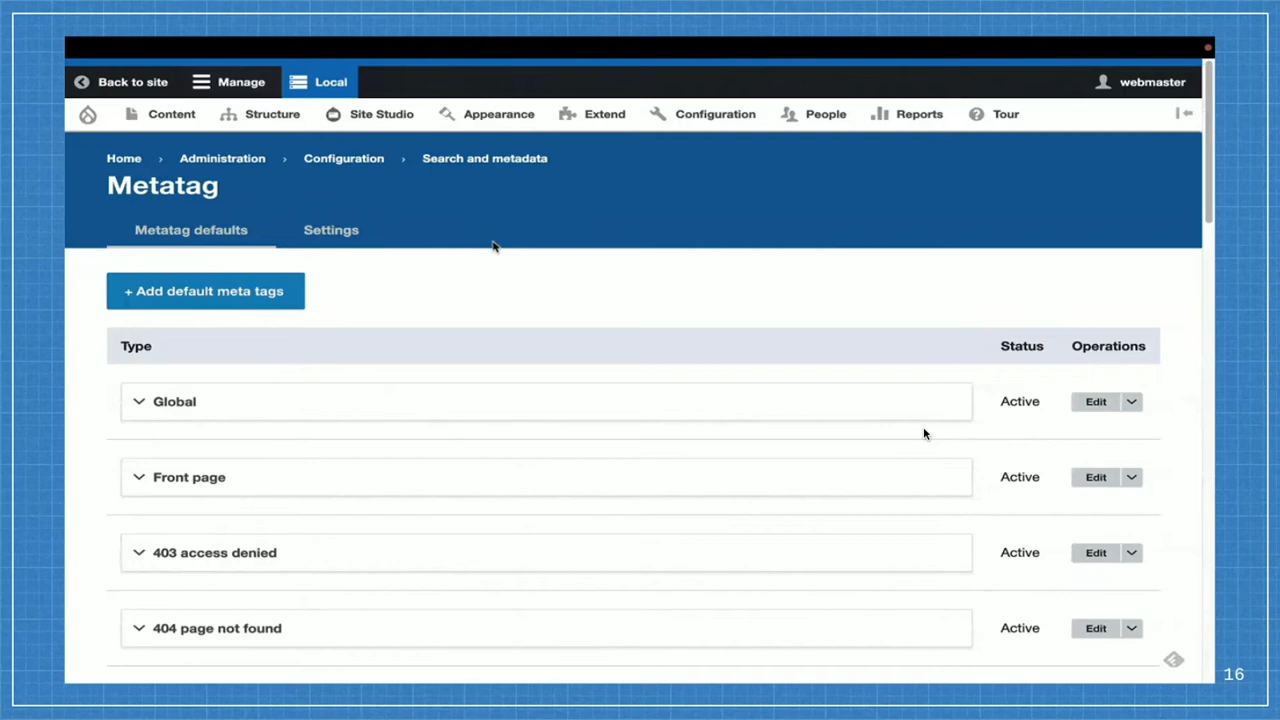 Back to site Manage Local webmaster
Content Structure Site Studio Appearance Extend Configuration People Reports Tour
Home › Administration › Configuration › Search and metadata
Metatag
Metatag defaults Settings
+ Add default meta tags
Type Status Operations
Global Active Edit
Front page Active Edit
403 access denied Active Edit
404 page not found Active Edit
16